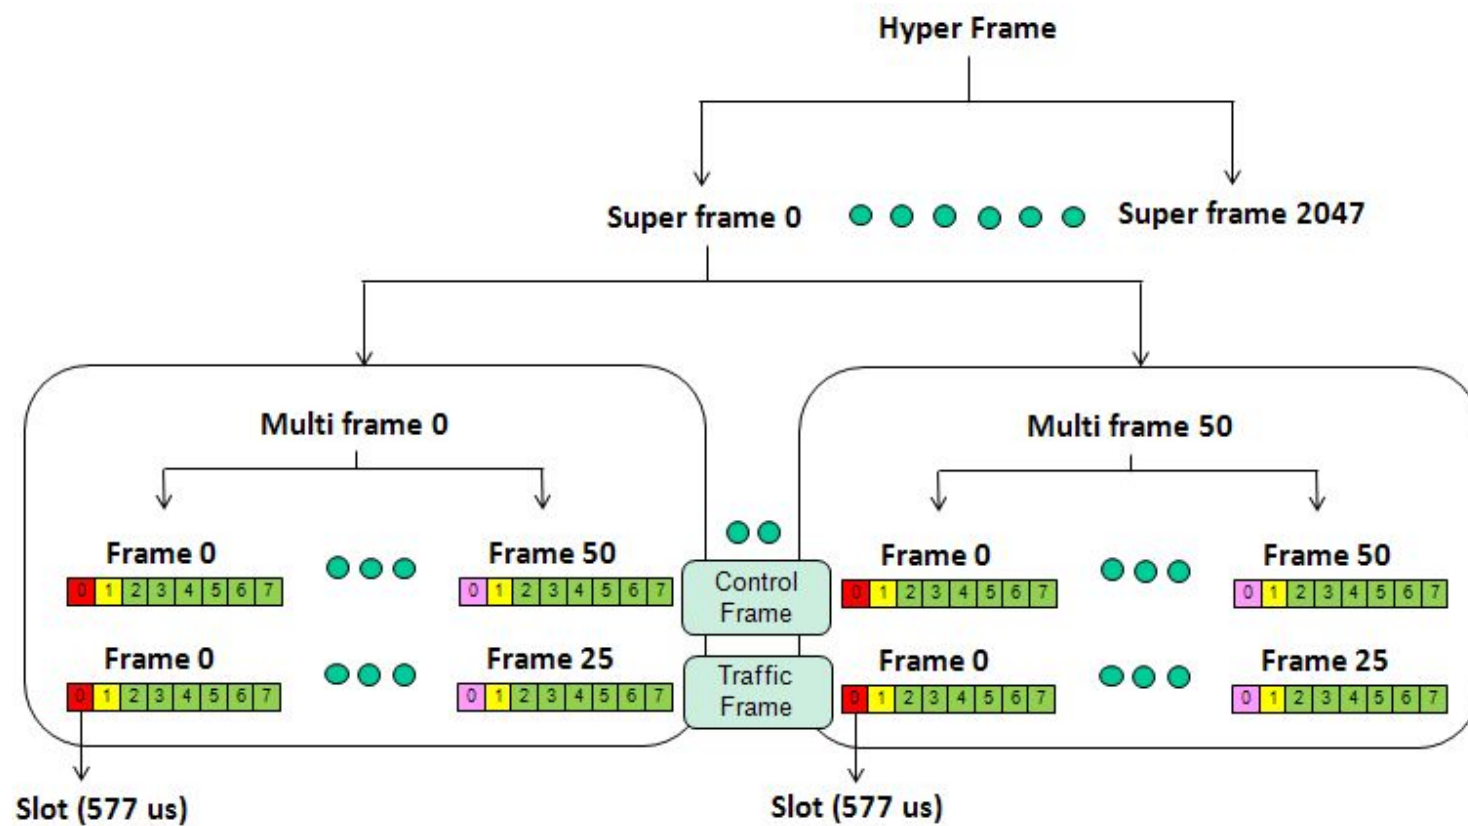 Hyper Frame
Super frame 0
Super frame 2047
Multi frame 0
Multi frame 50
Frame 0
Frame 50
Frame 0
Frame 50
0 1 2 3 4 5 6 7
0 1 2 3 4 5 6 7
Control
Frame
0 1 2 3 4 5 6 7
0 1 2 3 4 5 6 7
Frame 0
Frame 25
Frame 0
Frame 25
0 1 2 3 4 5 6 7
0 1 2 3 4 5 6 7
Traffic
Frame
0 1 2 3 4 5 6 7
0 1 2 3 4 5 6 7
Slot (577 us)
Slot (577 us)